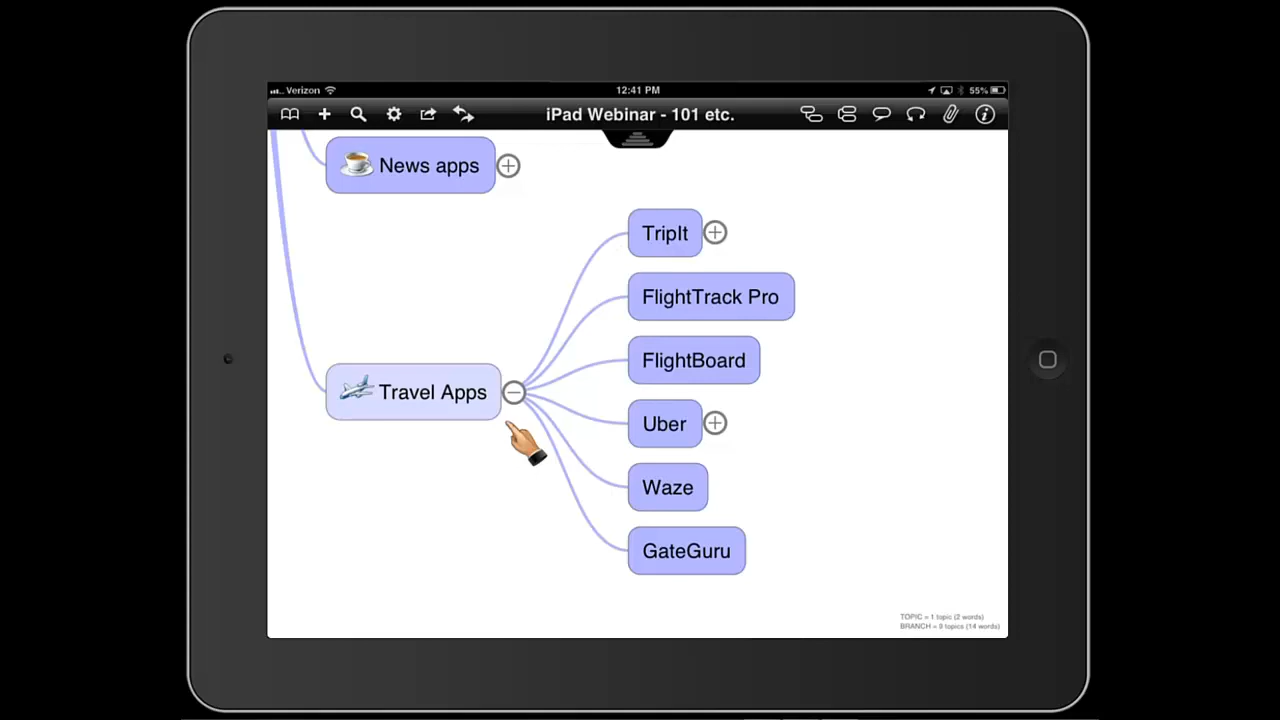 Verizon
12:41 PM
55%
iPad Webinar - 101 etc.
News apps
TripIt
FlightTrack Pro
FlightBoard
Travel Apps
Uber
Waze
GateGuru
TOPIC = 1 topic (2 words)
BRANCH = 9 topics (14 words)